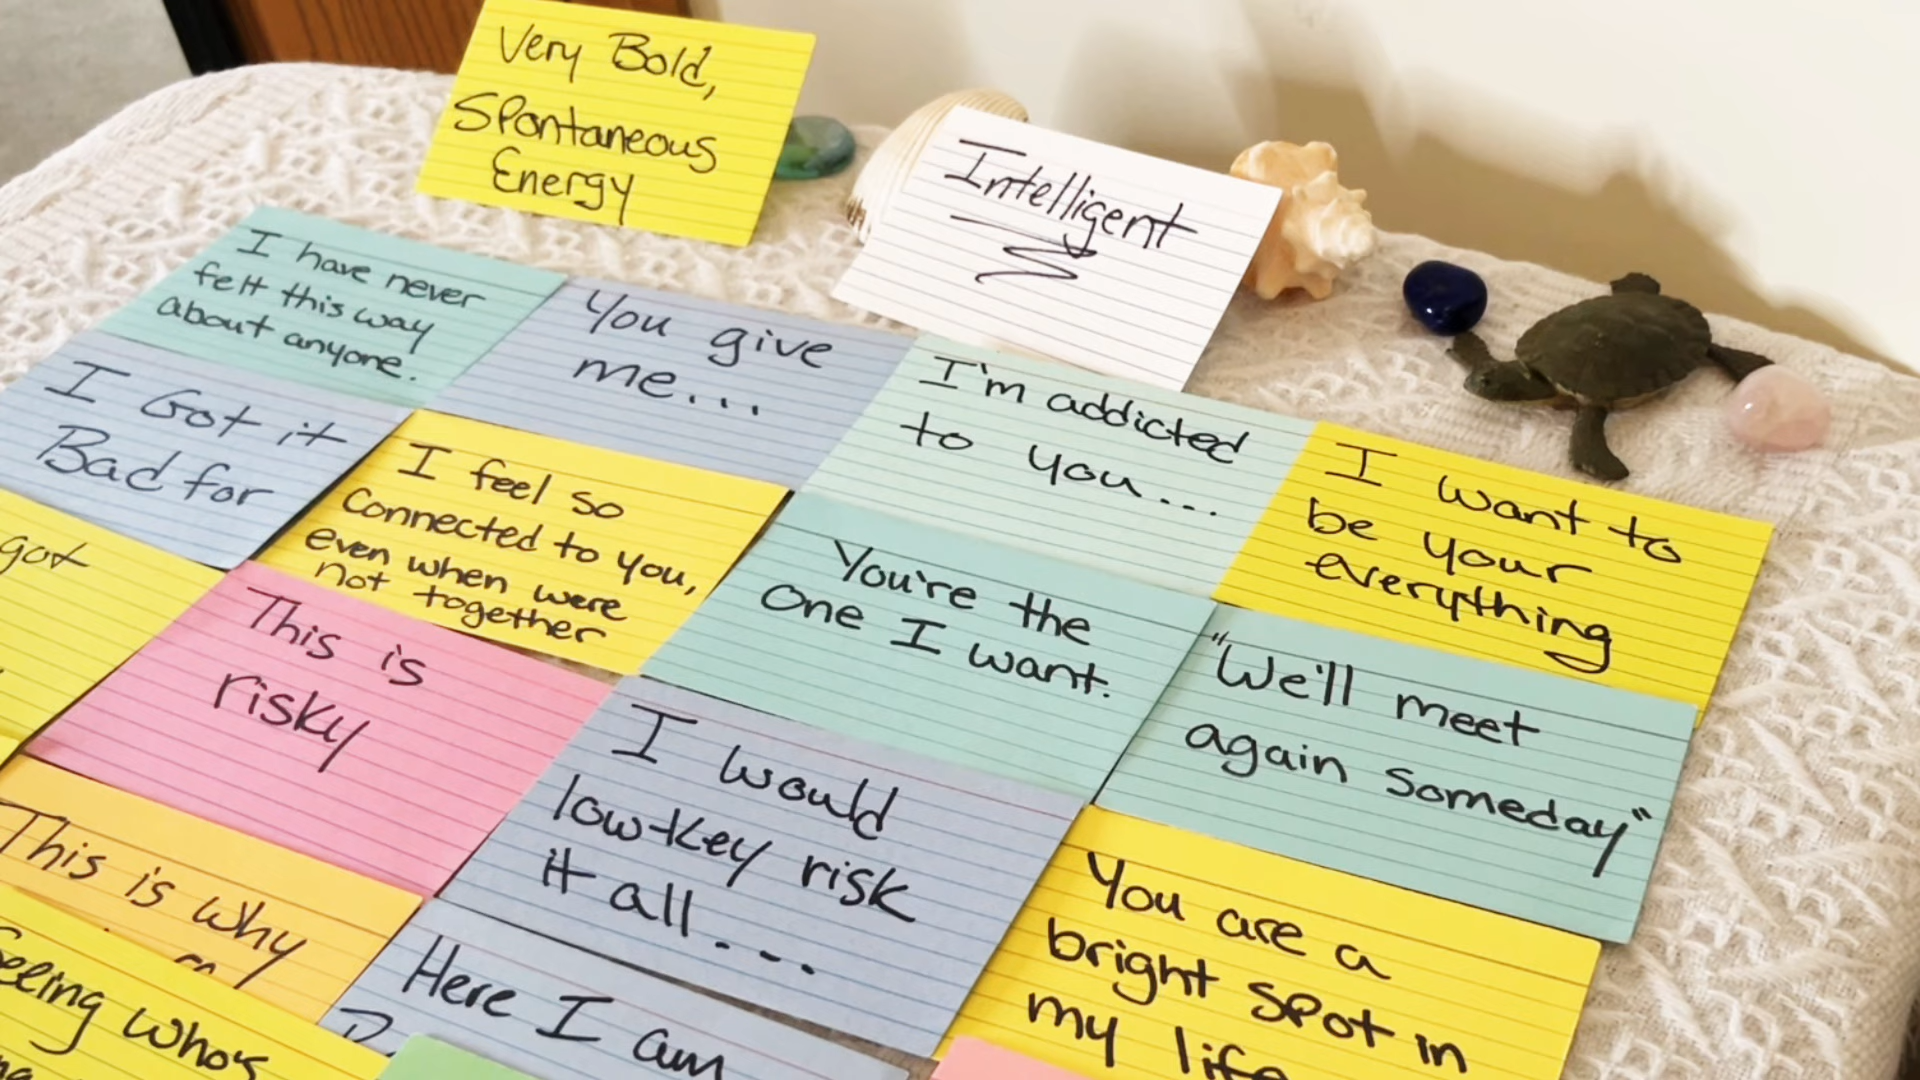 Very Bold,
Spontaneous
Energy
Intelligent
I have never
felt this way
about anyone.
You give
me...
I'm addicted
to you...
I want to
be your
everything
I Got it
Bad for
I feel so
Connected to you,
even when were
not together
You're the
one I want.
"We'll meet
again someday"
got
This is
risky
I would
lowkey risk
it all...
You are a
bright spot in
my life
This is why
Here I am
who's